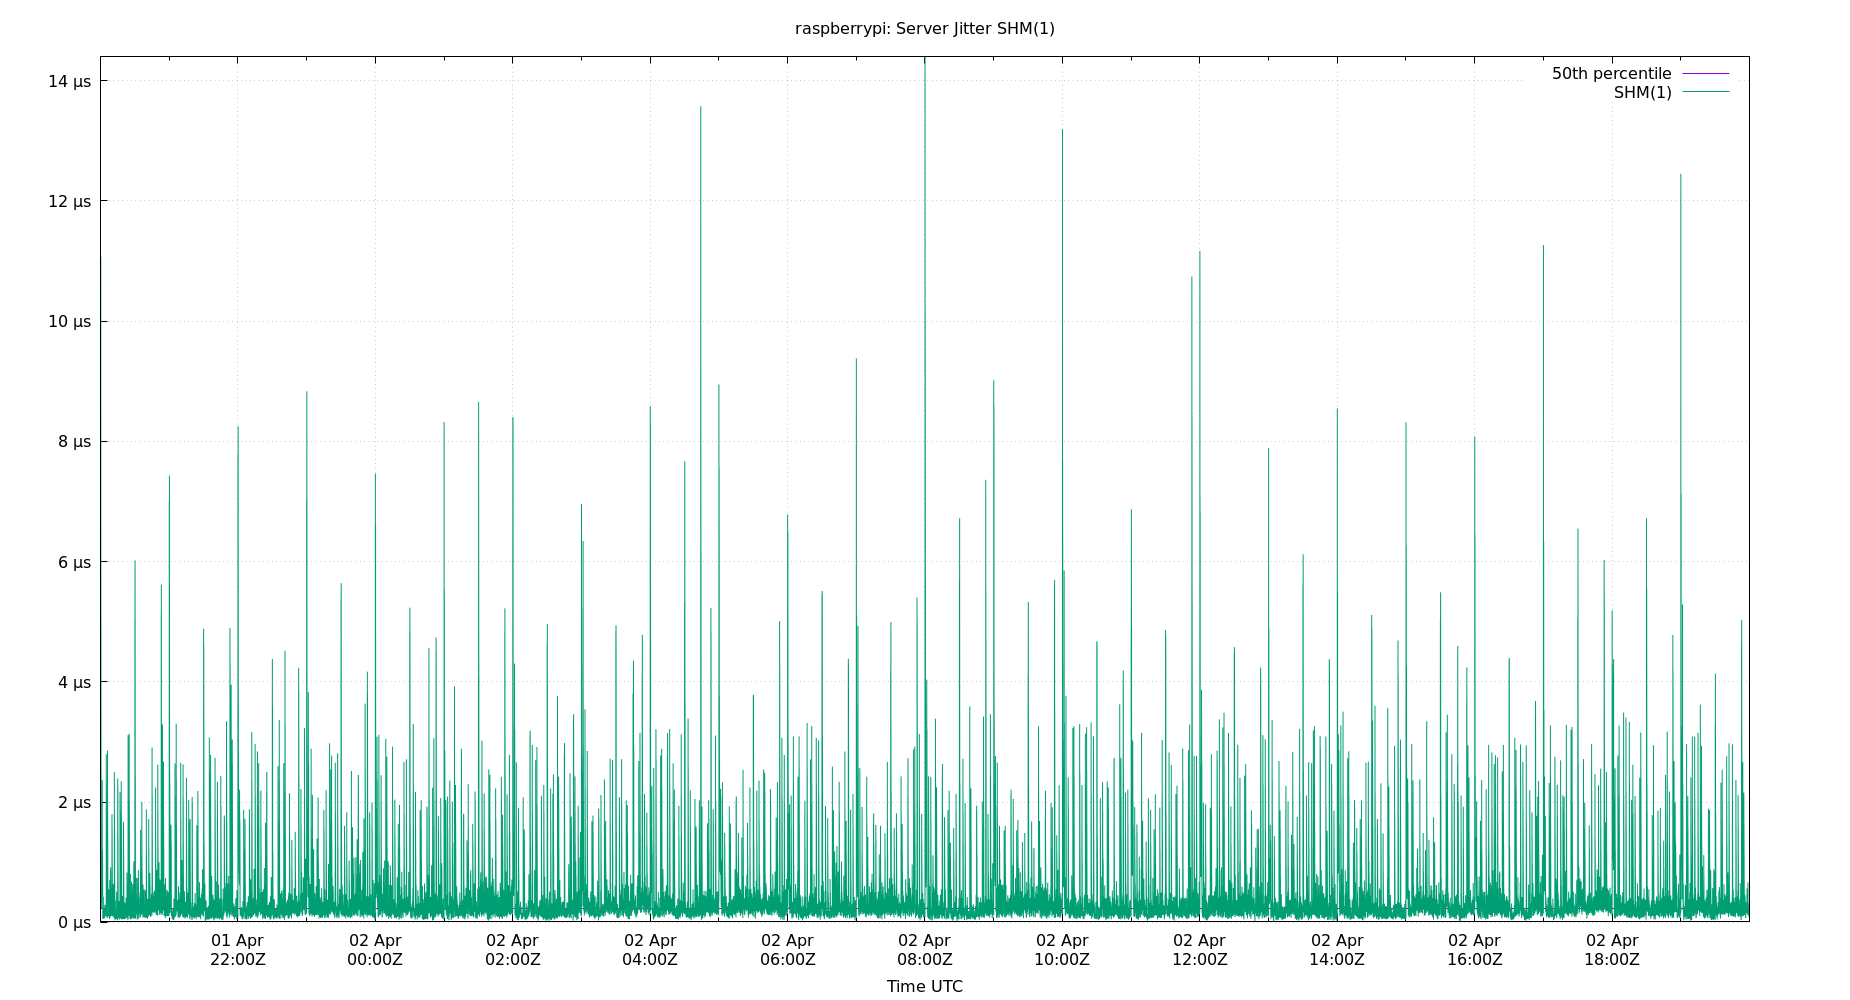 raspberrypi: Server Jitter SHM(1)
50th percentile
SHM(1)
14 µs
12 µs
10 µs
8 µs
6 µs
4 µs
2 µs
0 µs
01 Apr
22:00Z
02 Apr
00:00Z
02 Apr
02:00Z
02 Apr
04:00Z
02 Apr
06:00Z
02 Apr
08:00Z
02 Apr
10:00Z
02 Apr
12:00Z
02 Apr
14:00Z
02 Apr
16:00Z
02 Apr
18:00Z
Time UTC